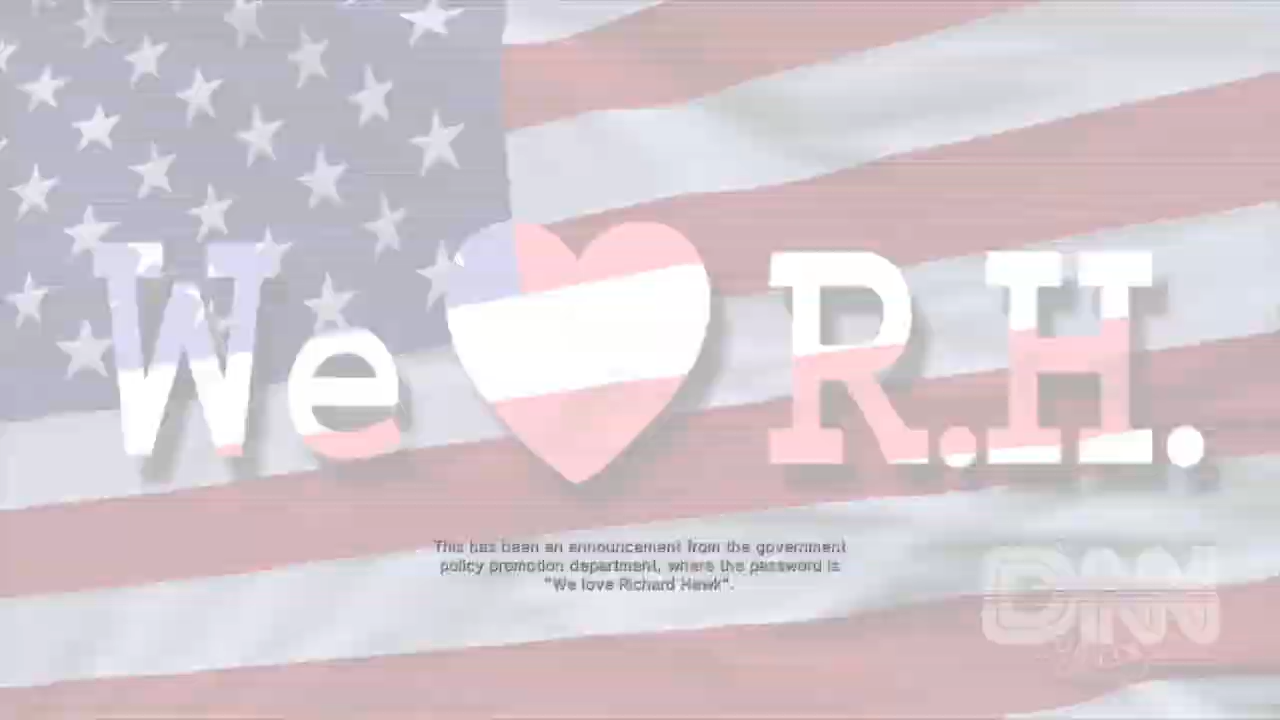 We ♥ R.H.
This has been an announcement from the government
policy promotion department, where the password is
"We love Richard Hawk".
DNN